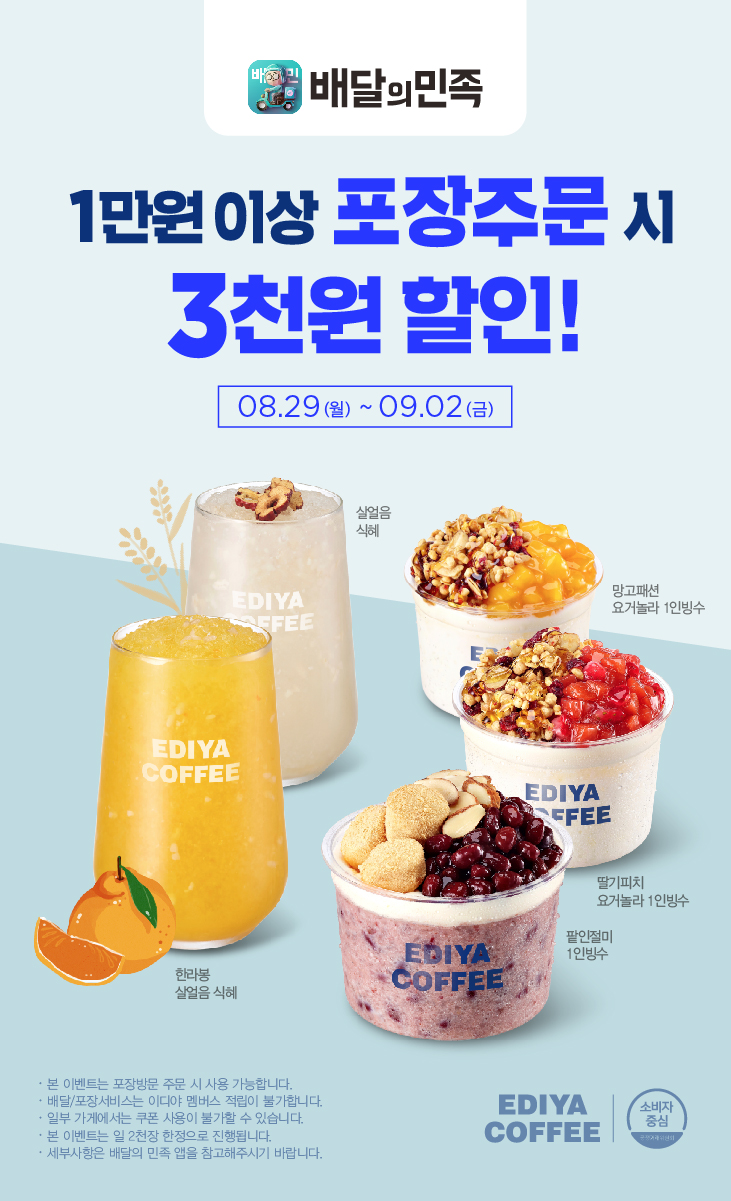 배달의민족
1만원 이상 포장주문 시
3천원 할인!
08.29(월) ~ 09.02(금)
살얼음
식혜
망고패션
요거놀라 1인빙수
EDIYA
COFFEE
EDIYA
COFFEE
EDIYA
COFFEE
딸기피치
요거놀라 1인빙수
팥인절미
1인빙수
EDIYA
COFFEE
한라봉
살얼음 식혜
· 본 이벤트는 포장방문 주문 시 사용 가능합니다.
· 배달/포장서비스는 이디야 멤버스 적립이 불가합니다.
· 일부 가게에서는 쿠폰 사용이 불가할 수 있습니다.
· 본 이벤트는 일 2천장 한정으로 진행됩니다.
· 세부사항은 배달의 민족 앱을 참고해주시기 바랍니다.
EDIYA
COFFEE
소비자
중심